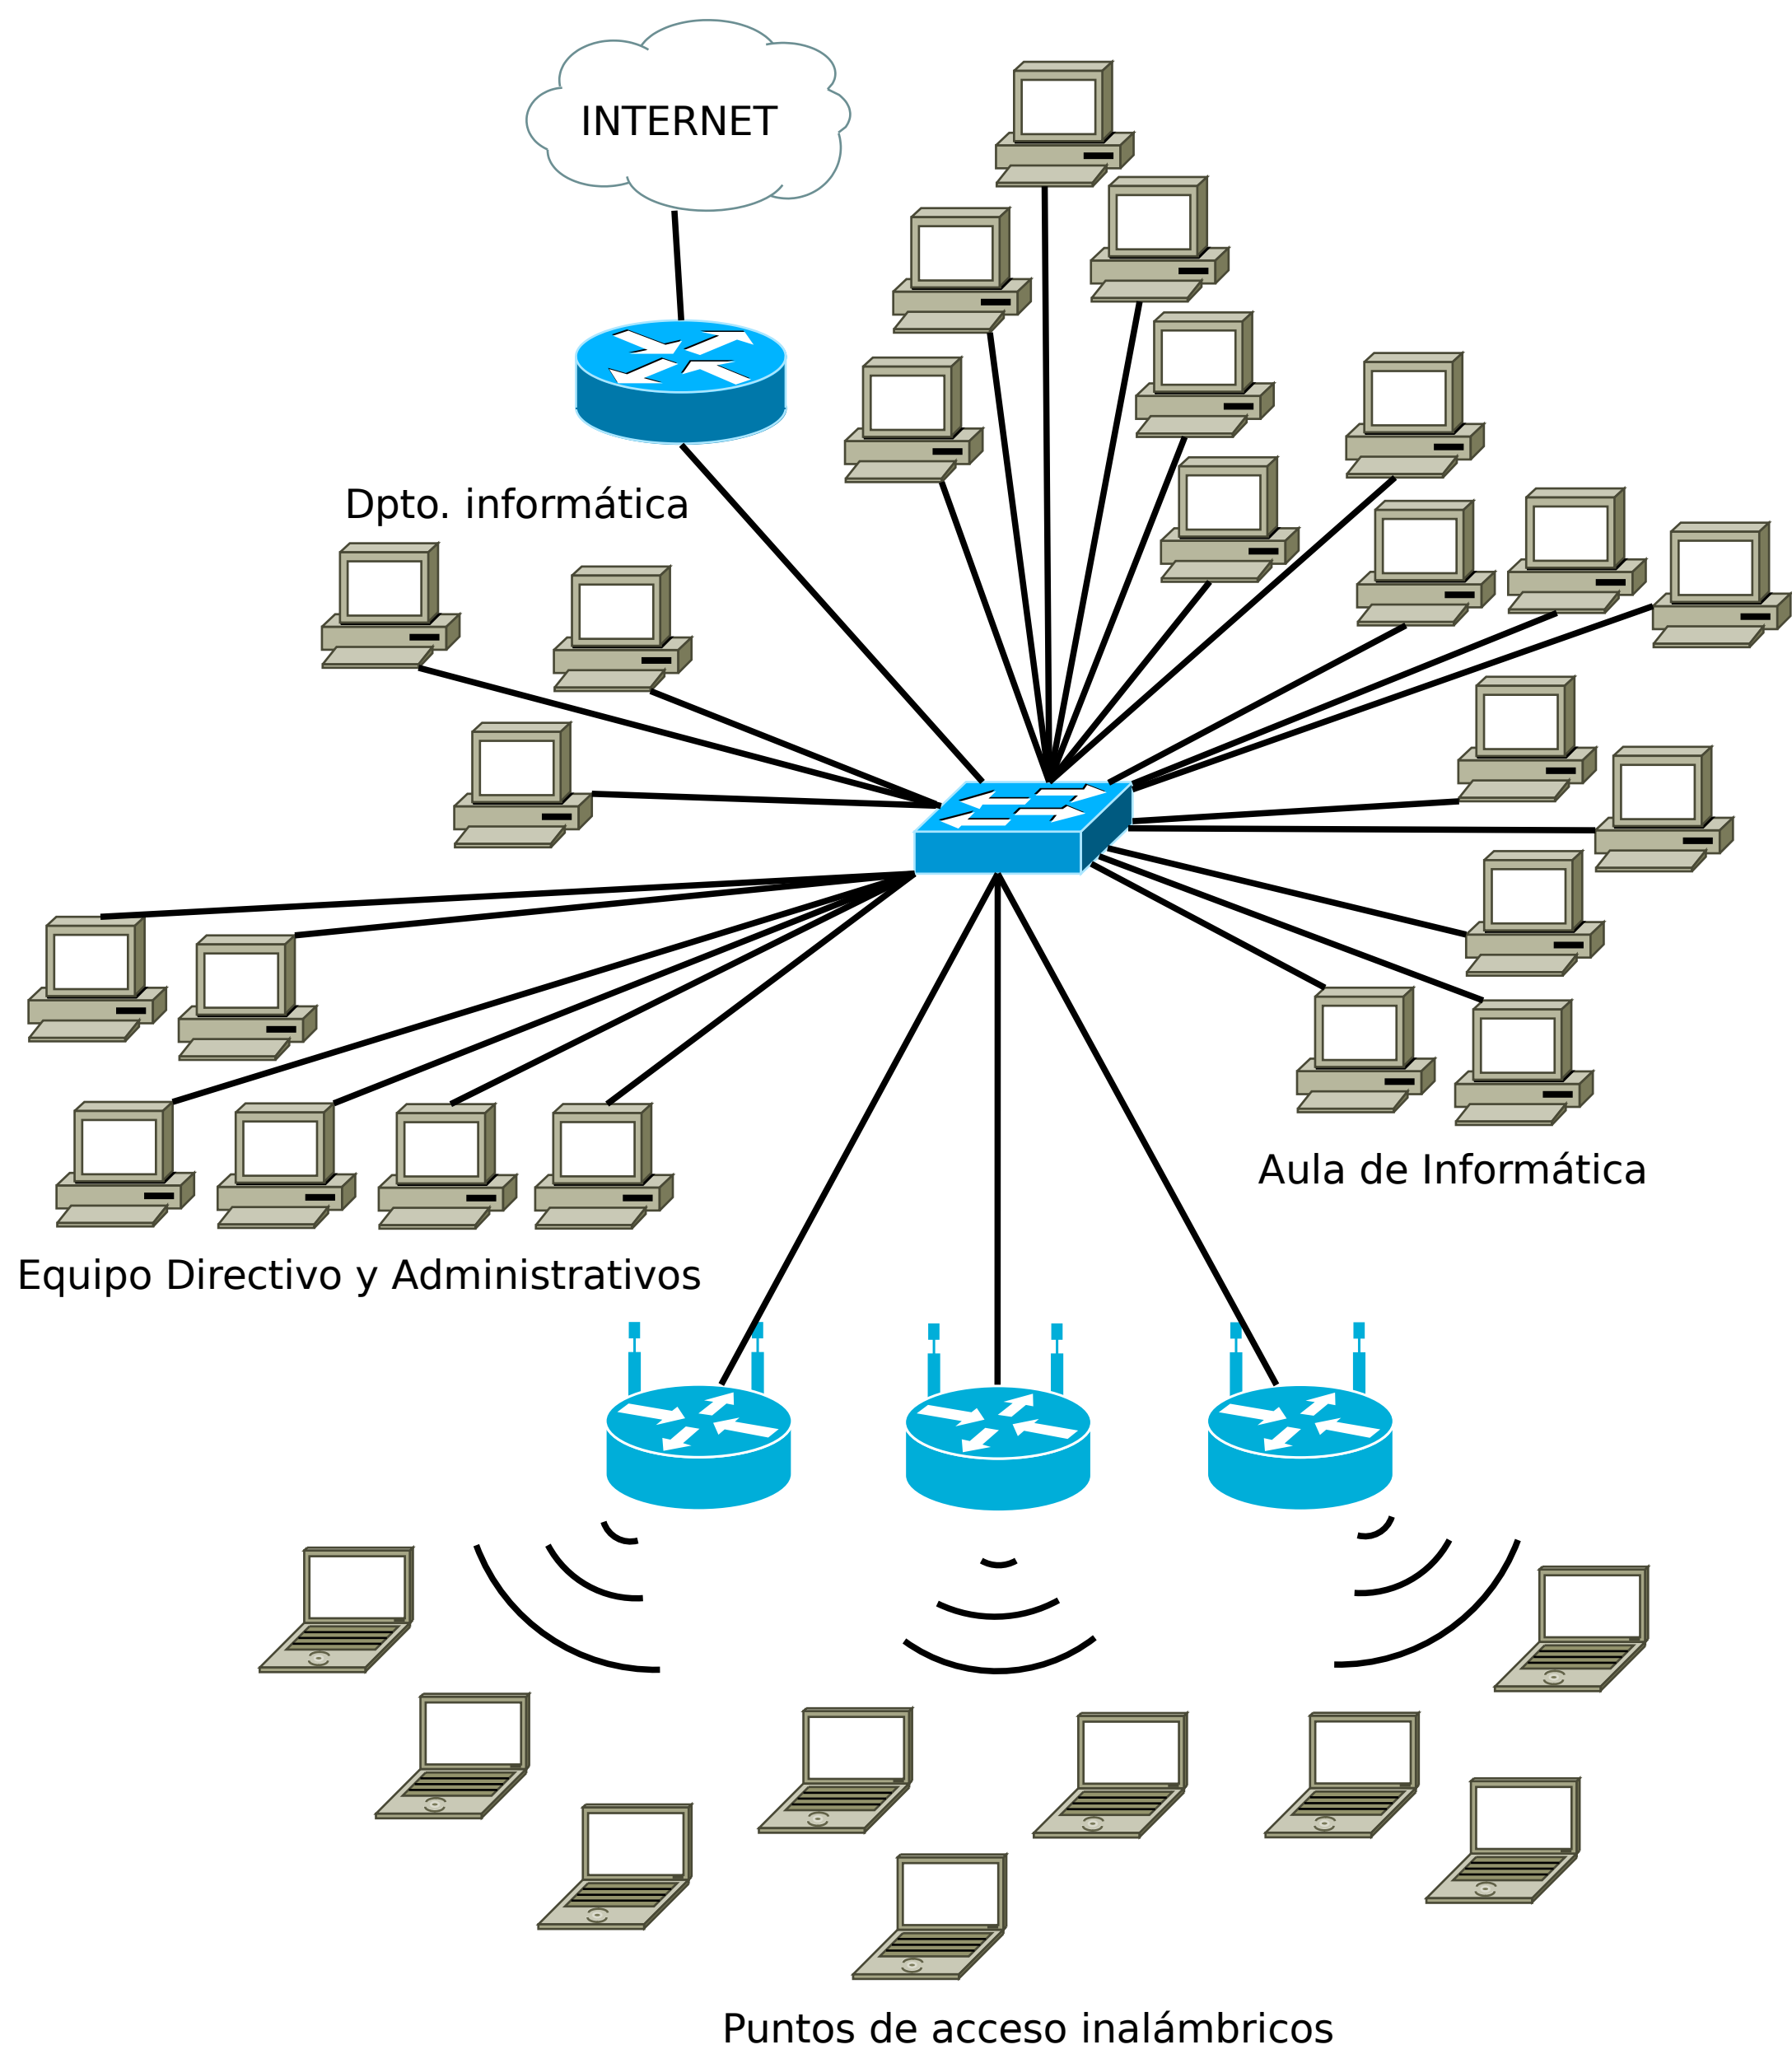 INTERNET
Dpto. informática
Aula de Informática
Equipo Directivo y Administrativos
Puntos de acceso inalámbricos